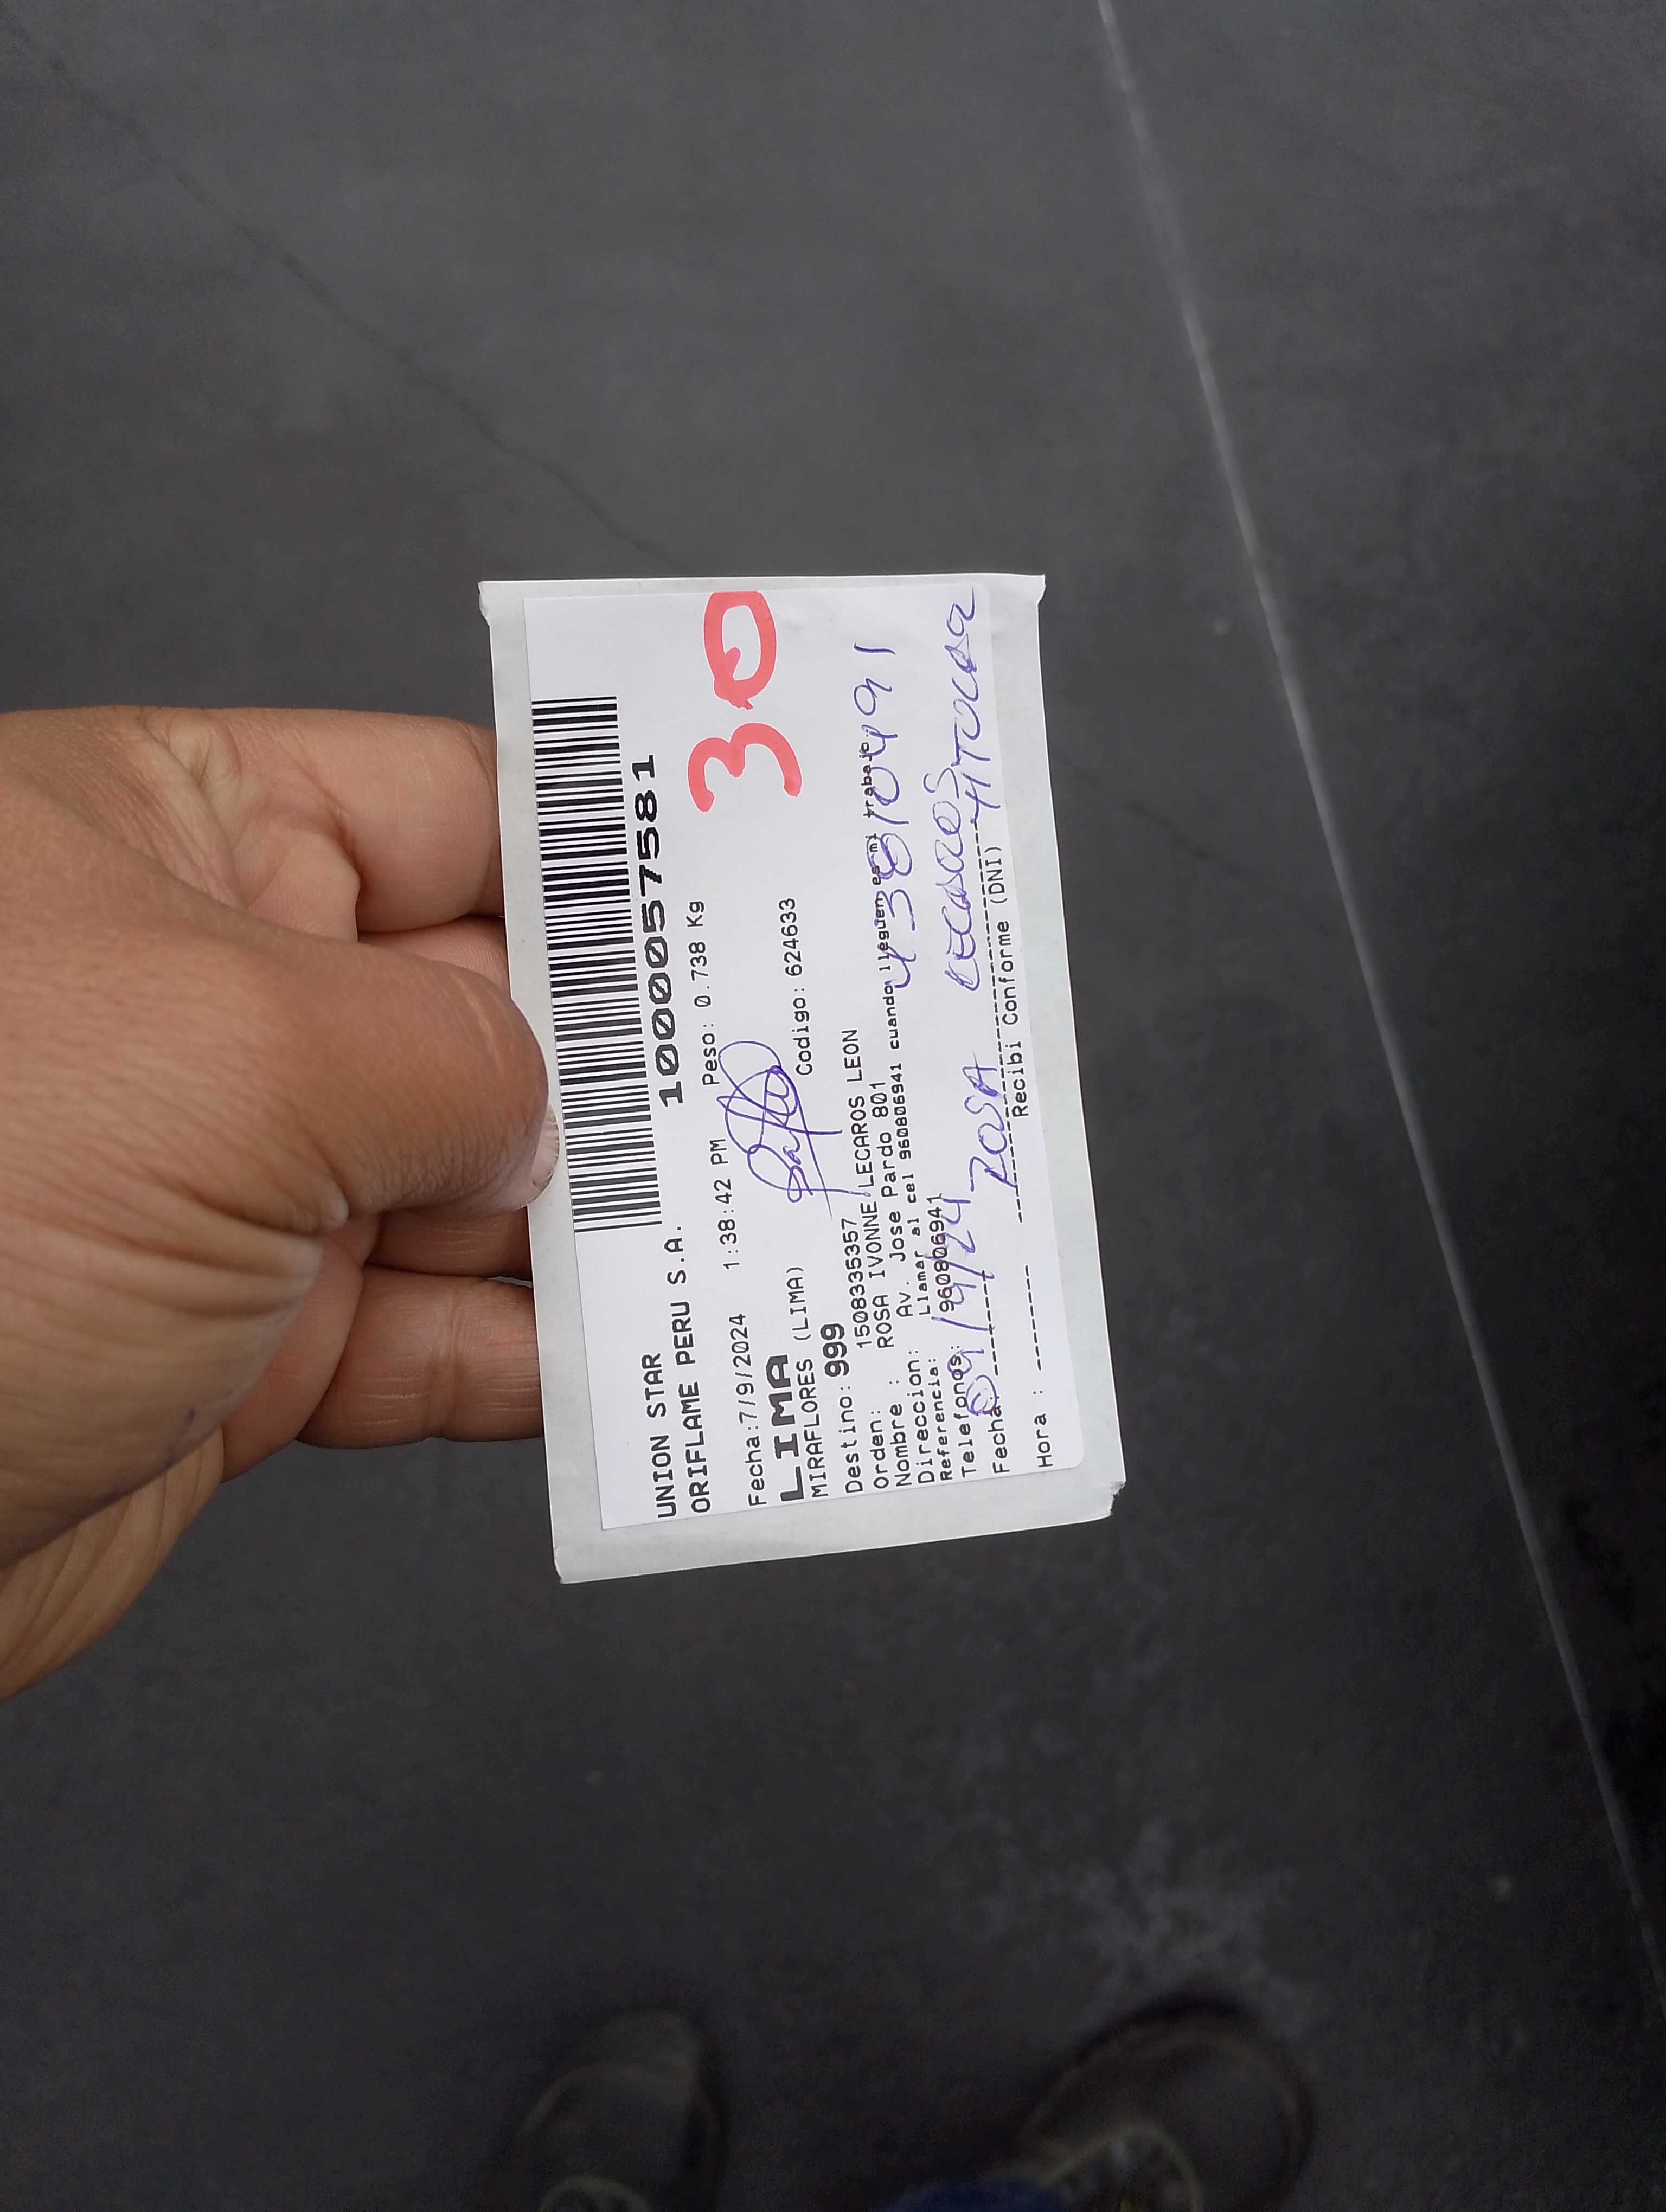 UNION STAR
ORIFLAME PERU S.A.
1000057581
Fecha:7/9/2024 1:38:42 PM Peso: 0.738 Kg
30
LIMA
MIRAFLORES (LIMA) Codigo: 624633
Destino: 999
Orden: 1508335357
Nombre : ROSA IVONNE LECAROS LEON
Direccion: Av. Jose Pardo 801
Referencia: Llamar al cel 960806941 cuando lleguen es mi trabajo
Telefonos: 960806941
43810491
Fecha: 09/9/24 ROSA LECAROS
Hora : Recibi Conforme (DNI)